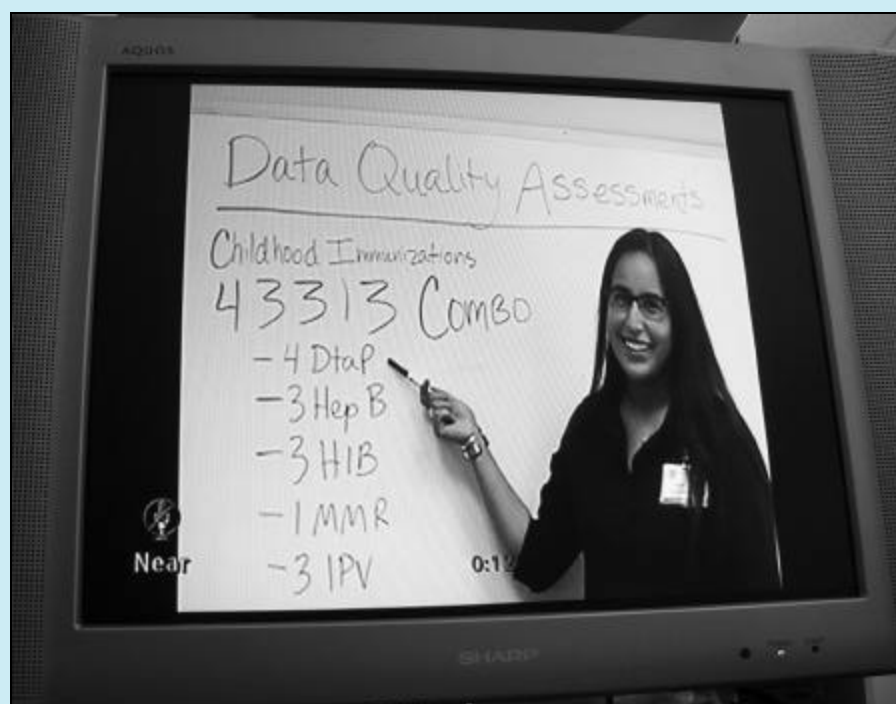 AQUOS
Data Quality Assessments
Childhood Immunizations
43313 Combo
- 4 DtaP
- 3 Hep B
- 3 HIB
- 1 MMR
- 3 IPV
Near
SHARP